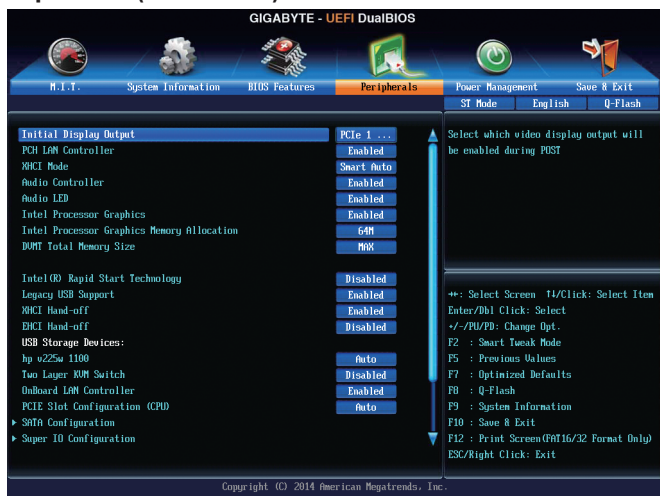 GIGABYTE - UEFI DualBIOS
M.I.T. System Information BIOS Features Peripherals Power Management Save & Exit
ST Mode English Q-Flash
Initial Display Output PCIe 1 ...
PCH LAN Controller Enabled
XHCI Mode Smart Auto
Audio Controller Enabled
Audio LED Enabled
Intel Processor Graphics Enabled
Intel Processor Graphics Memory Allocation 64M
DVMT Total Memory Size MAX
Intel(R) Rapid Start Technology Disabled
Legacy USB Support Enabled
XHCI Hand-off Enabled
EHCI Hand-off Disabled
USB Storage Devices:
hp v225w 1100 Auto
Two Layer KVM Switch Disabled
OnBoard LAN Controller Enabled
PCIE Slot Configuration (CPU) Auto
SATA Configuration
Super IO Configuration
Select which video display output will
be enabled during POST
→←: Select Screen ↑↓/Click: Select Item
Enter/Dbl Click: Select
+/-/PU/PD: Change Opt.
F2 : Smart Tweak Mode
F5 : Previous Values
F7 : Optimized Defaults
F8 : Q-Flash
F9 : System Information
F10 : Save & Exit
F12 : Print Screen(FAT16/32 Format Only)
ESC/Right Click: Exit
Copyright (C) 2014 American Megatrends, Inc.